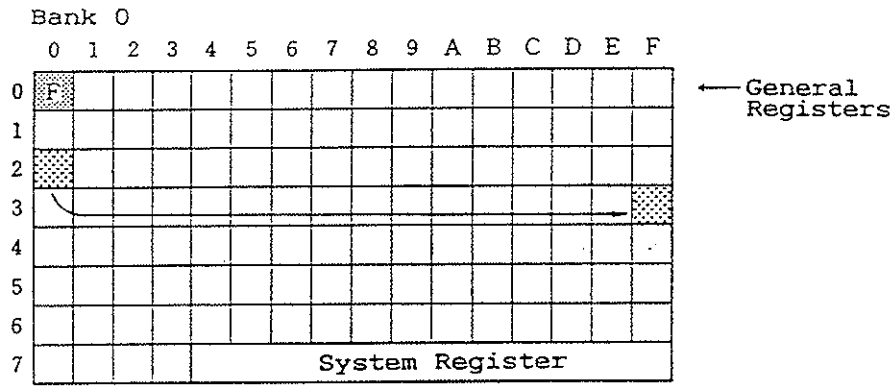 Bank 0
0 1 2 3 4 5 6 7 8 9 A B C D E F
0 F ← General
Registers
1
2
3
4
5
6
7 System Register